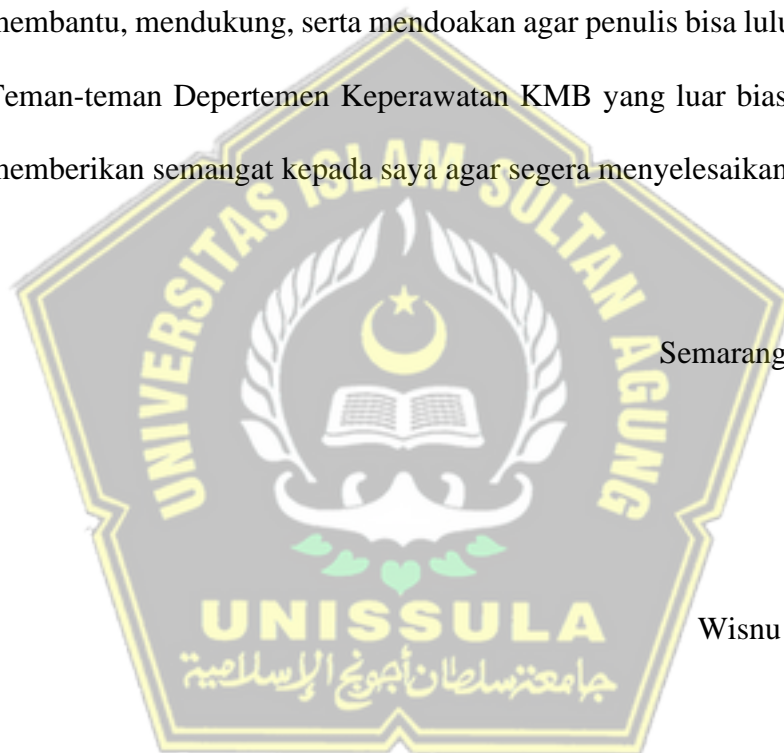 membantu, mendukung, serta mendoakan agar penulis bisa lulu
Teman-teman Depertemen Keperawatan KMB yang luar bias
memberikan semangat kepada saya agar segera menyelesaikan
UNIVERSITAS ISLAM SULTAN AGUNG
Semarang
Wisnu
UNISSULA
جامعة سلطان أجونج الإسلامية